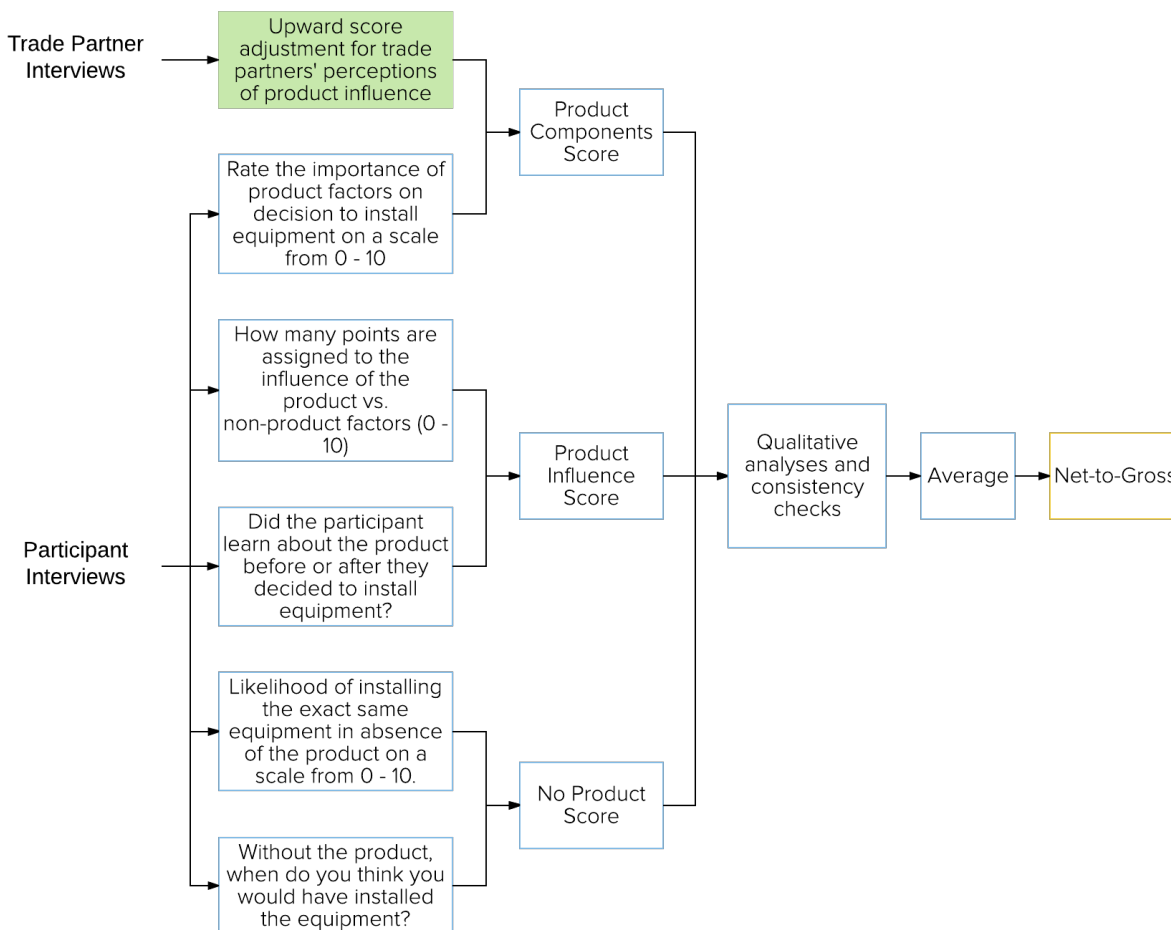 Trade Partner
Interviews
Upward score
adjustment for trade
partners' perceptions
of product influence
Product
Components
Score
Rate the importance of
product factors on
decision to install
equipment on a scale
from 0 - 10
How many points are
assigned to the
influence of the
product vs.
non-product factors (0 -
10)
Product
Influence
Score
Qualitative
analyses and
consistency
checks
Average
Net-to-Gross
Participant
Interviews
Did the participant
learn about the product
before or after they
decided to install
equipment?
Likelihood of installing
the exact same
equipment in absence
of the product on a
scale from 0 - 10.
No Product
Score
Without the product,
when do you think you
would have installed
the equipment?